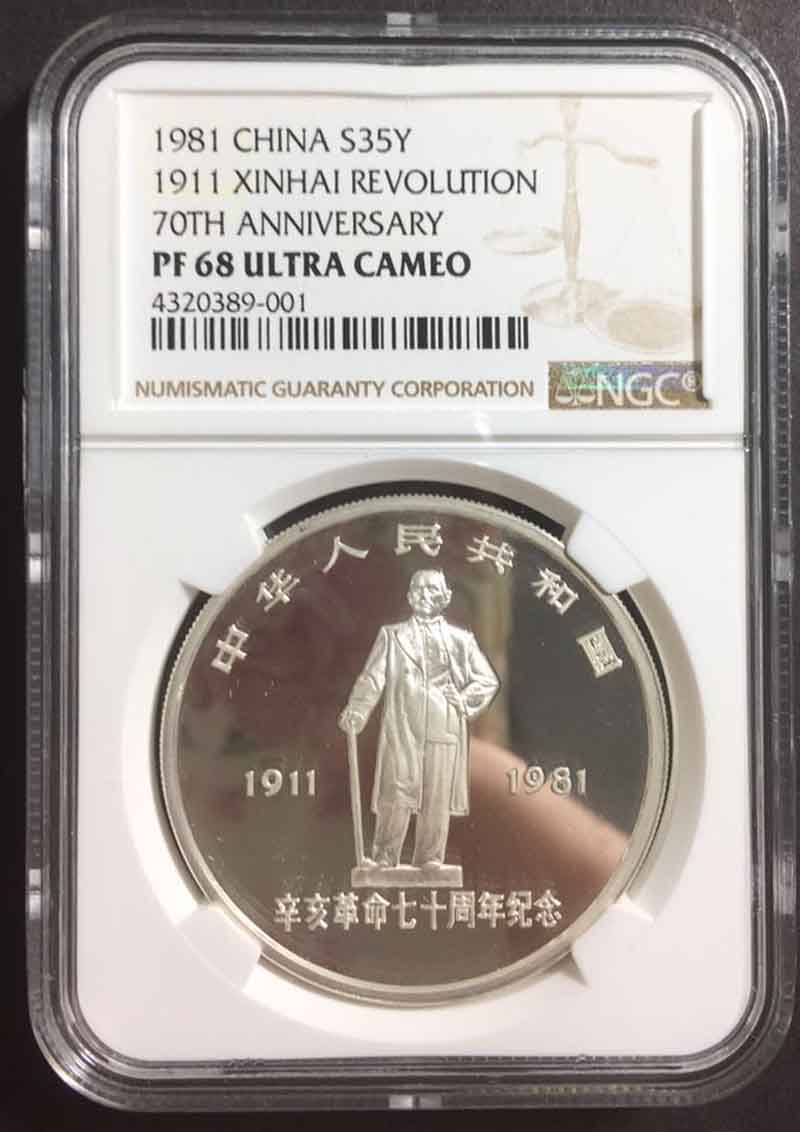 1981 CHINA S35Y
1911 XINHAI REVOLUTION
70TH ANNIVERSARY
PF 68 ULTRA CAMEO
4320389-001
NUMISMATIC GUARANTY CORPORATION
NGC®
中华人民共和國
1911 1981
辛亥革命七十周年纪念